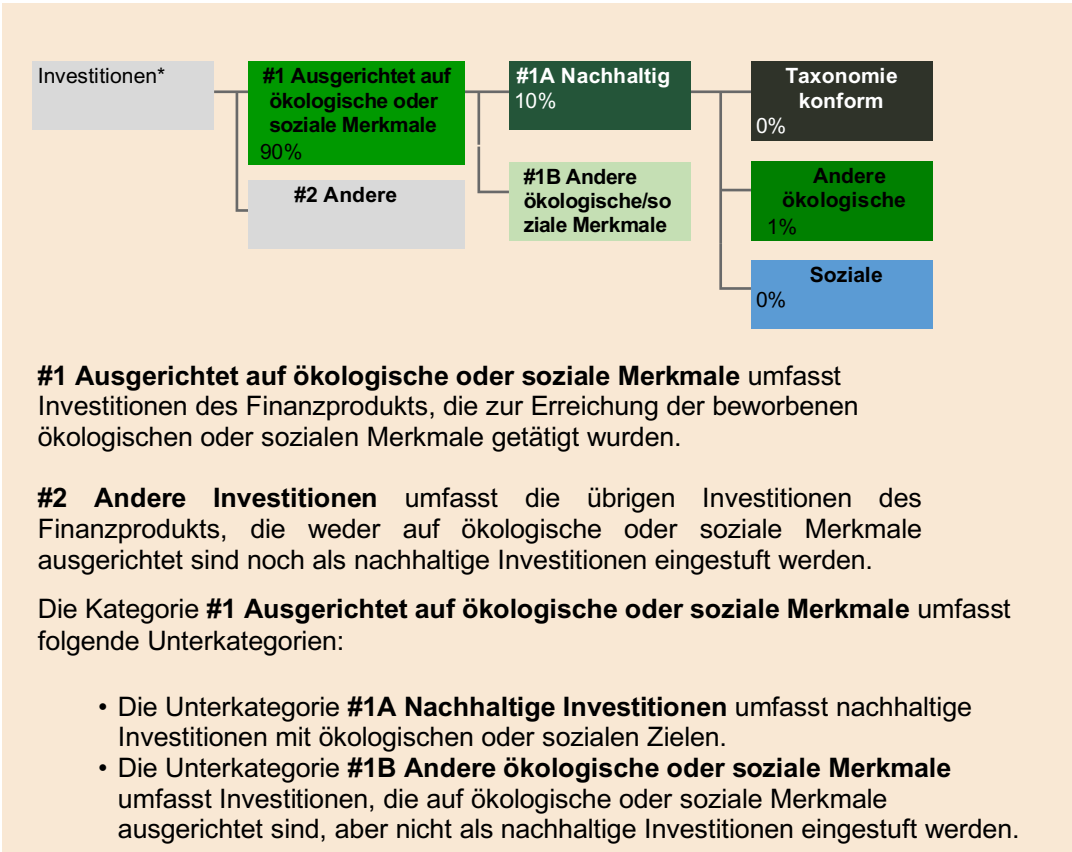 Investitionen*
#1 Ausgerichtet auf
ökologische oder
soziale Merkmale
90%
#2 Andere
#1A Nachhaltig
10%
#1B Andere
ökologische/so
ziale Merkmale
Taxonomie
konform
0%
Andere
ökologische
1%
Soziale
0%
#1 Ausgerichtet auf ökologische oder soziale Merkmale umfasst
Investitionen des Finanzprodukts, die zur Erreichung der beworbenen
ökologischen oder sozialen Merkmale getätigt wurden.
#2 Andere Investitionen umfasst die übrigen Investitionen des
Finanzprodukts, die weder auf ökologische oder soziale Merkmale
ausgerichtet sind noch als nachhaltige Investitionen eingestuft werden.
Die Kategorie #1 Ausgerichtet auf ökologische oder soziale Merkmale umfasst
folgende Unterkategorien:
• Die Unterkategorie #1A Nachhaltige Investitionen umfasst nachhaltige
Investitionen mit ökologischen oder sozialen Zielen.
• Die Unterkategorie #1B Andere ökologische oder soziale Merkmale
umfasst Investitionen, die auf ökologische oder soziale Merkmale
ausgerichtet sind, aber nicht als nachhaltige Investitionen eingestuft werden.